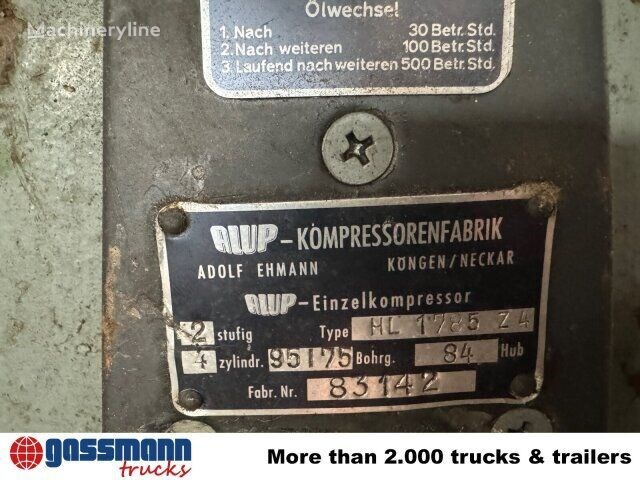 Machineryline
Ölwechsel
1. Nach 30 Betr. Std.
2. Nach weiteren 100 Betr. Std.
3. Laufend nach weiteren 500 Betr. Std.
ALUP-KOMPRESSORENFABRIK
ADOLF EHMANN KÖNGEN/NECKAR
ALUP-Einzelkompressor
2 stufig Type HL 1785 Z4
4 zylindr. 95175 Bohrg. 84 Hub
Fabr. Nr. 83142
gassmann trucks
More than 2.000 trucks & trailers